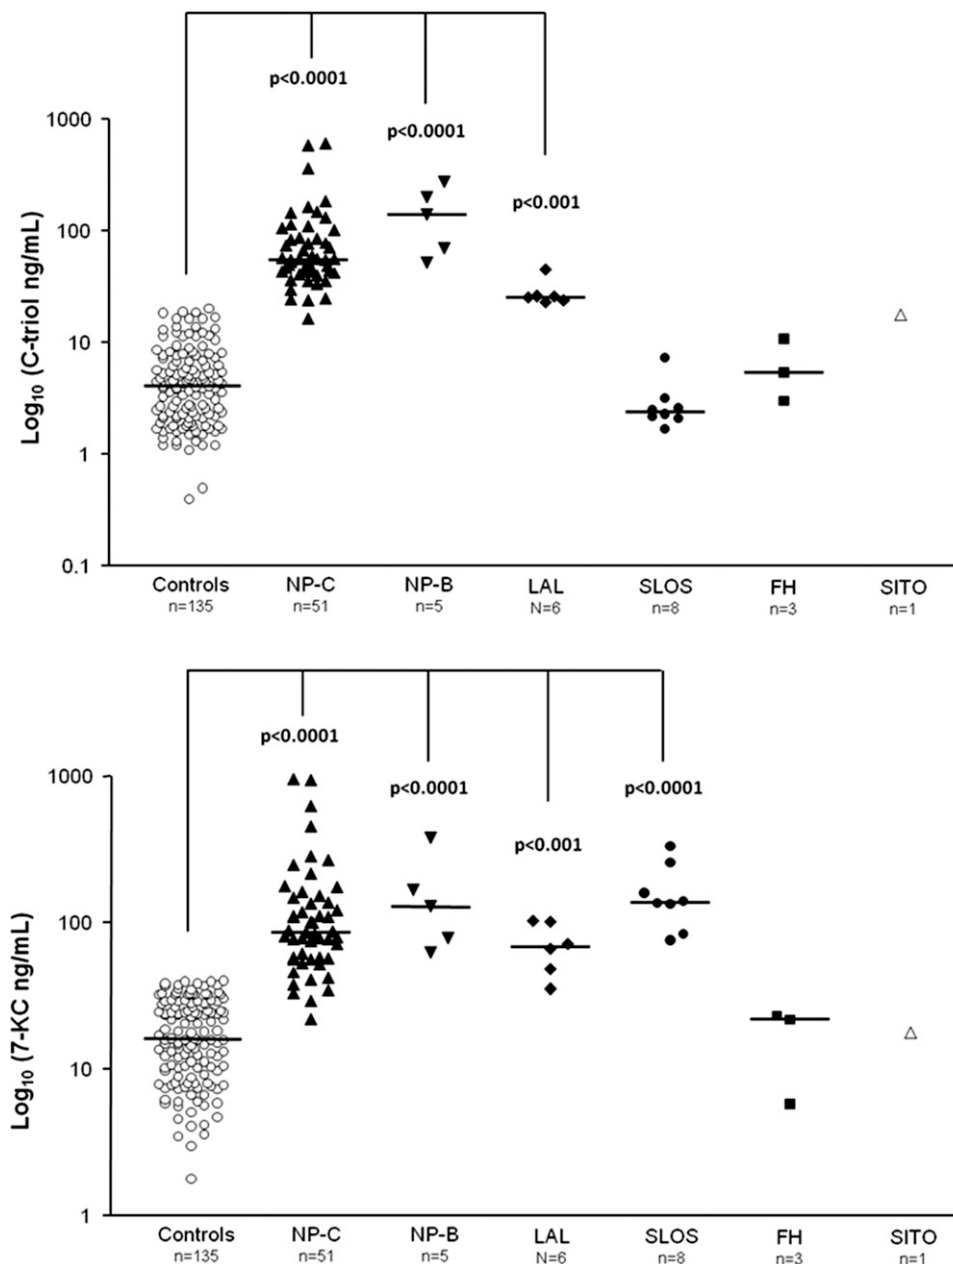 p<0.0001
p<0.0001
p<0.001
Log10 (C-triol ng/mL)
1000
100
10
1
0.1
Controls NP-C NP-B LAL SLOS FH SITO
n=135 n=51 n=5 N=6 n=8 n=3 n=1
p<0.0001
p<0.0001 p<0.0001
p<0.001
Log10 (7-KC ng/mL)
1000
100
10
1
Controls NP-C NP-B LAL SLOS FH SITO
n=135 n=51 n=5 N=6 n=8 n=3 n=1